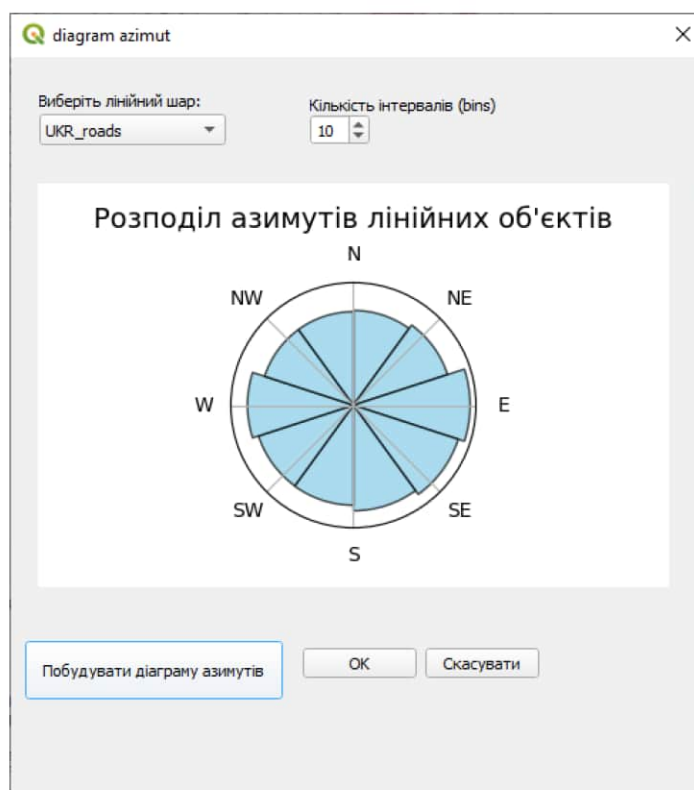 diagram azimut
Виберіть лінійний шар:
Кількість інтервалів (bins)
UKR_roads
10
Розподіл азимутів лінійних об'єктів
N
NW
NE
W
E
SW
SE
S
Побудувати діаграму азимутів
OK
Скасувати